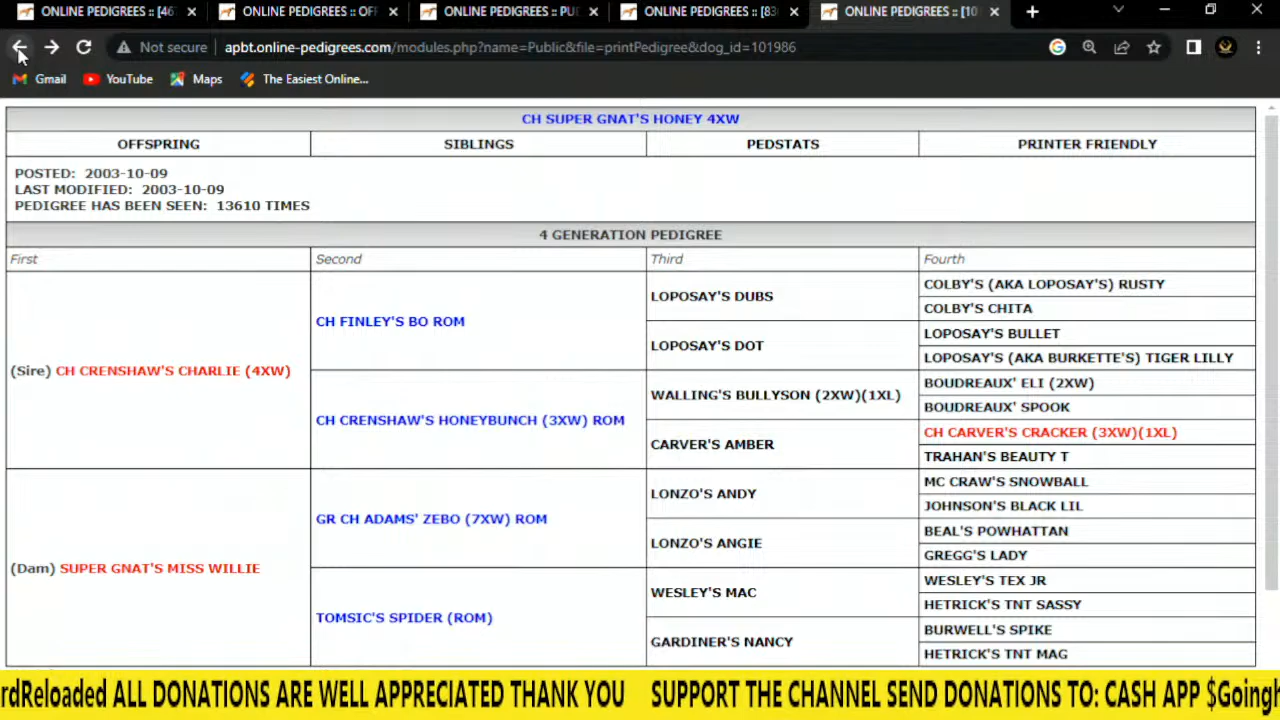 ONLINE PEDIGREES :: [467
ONLINE PEDIGREES :: OFF
ONLINE PEDIGREES :: PUB
ONLINE PEDIGREES :: [836
ONLINE PEDIGREES :: [10
Not secure
apbt.online-pedigrees.com/modules.php?name=Public&file=printPedigree&dog_id=101986
Gmail
YouTube
Maps
The Easiest Online...
CH SUPER GNAT'S HONEY 4XW
OFFSPRING
SIBLINGS
PEDSTATS
PRINTER FRIENDLY
POSTED: 2003-10-09
LAST MODIFIED: 2003-10-09
PEDIGREE HAS BEEN SEEN: 13610 TIMES
4 GENERATION PEDIGREE
First
Second
Third
Fourth
(Sire) CH CRENSHAW'S CHARLIE (4XW)
CH FINLEY'S BO ROM
LOPOSAY'S DUBS
COLBY'S (AKA LOPOSAY'S) RUSTY
COLBY'S CHITA
LOPOSAY'S DOT
LOPOSAY'S BULLET
LOPOSAY'S (AKA BURKETTE'S) TIGER LILLY
CH CRENSHAW'S HONEYBUNCH (3XW) ROM
WALLING'S BULLYSON (2XW)(1XL)
BOUDREAUX' ELI (2XW)
BOUDREAUX' SPOOK
CARVER'S AMBER
CH CARVER'S CRACKER (3XW)(1XL)
TRAHAN'S BEAUTY T
(Dam) SUPER GNAT'S MISS WILLIE
GR CH ADAMS' ZEBO (7XW) ROM
LONZO'S ANDY
MC CRAW'S SNOWBALL
JOHNSON'S BLACK LIL
LONZO'S ANGIE
BEAL'S POWHATTAN
GREGG'S LADY
TOMSIC'S SPIDER (ROM)
WESLEY'S MAC
WESLEY'S TEX JR
HETRICK'S TNT SASSY
GARDINER'S NANCY
BURWELL'S SPIKE
HETRICK'S TNT MAG
rdReloaded ALL DONATIONS ARE WELL APPRECIATED THANK YOU SUPPORT THE CHANNEL SEND DONATIONS TO: CASH APP $Goingh